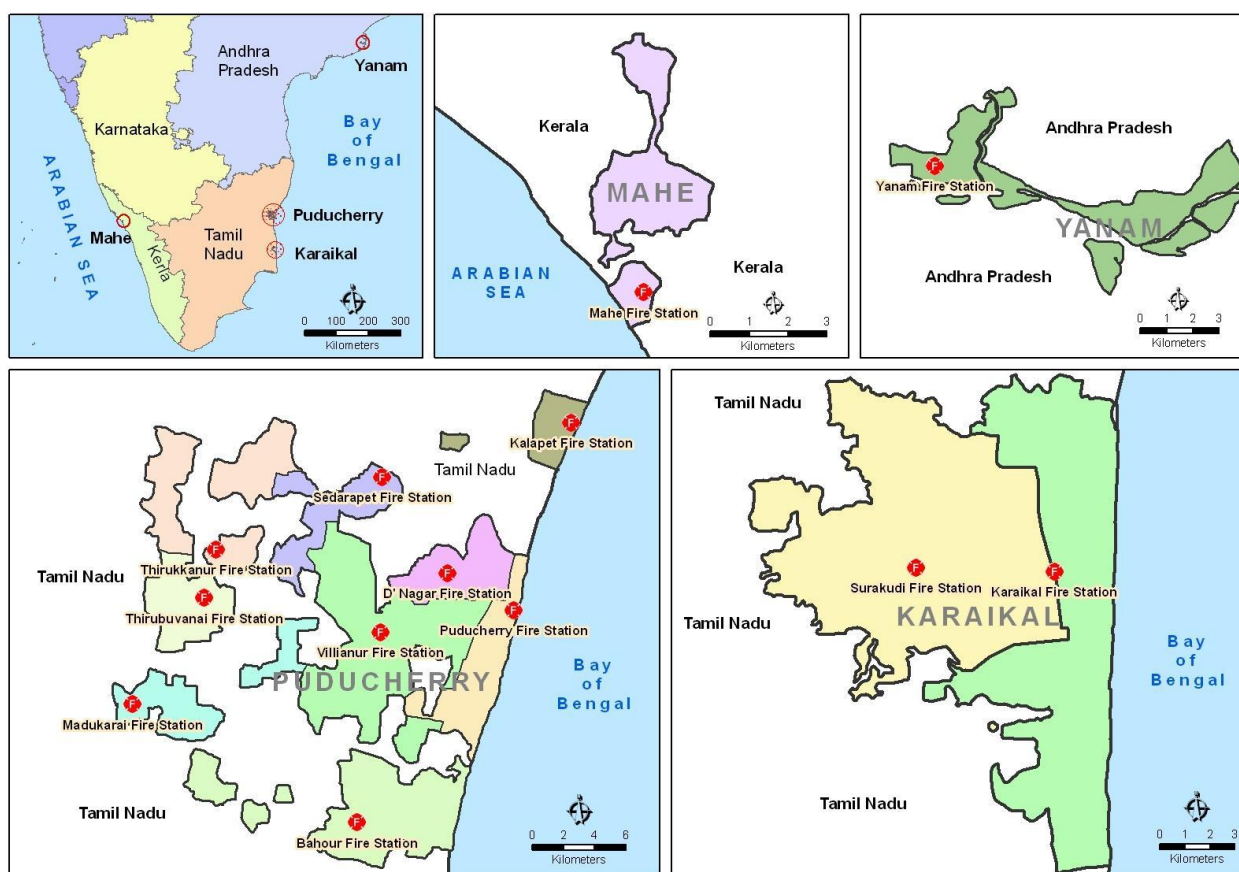 Andhra
Pradesh
Yanam
Karnataka
Bay
of
Bengal
ARABIAN SEA
Puducherry
Mahe
Tamil
Nadu
Karaikal
Kerla
0 100 200 300
Kilometers
Kerala
MAHE
ARABIAN
SEA
Kerala
F
Mahe Fire Station
0 1 2 3
Kilometers
Andhra Pradesh
F
Yanam Fire Station
YANAM
Andhra Pradesh
0 1 2 3
Kilometers
F
Kalapet Fire Station
Tamil Nadu
F
Sedarapet Fire Station
F
Thirukkanur Fire Station
Tamil Nadu
F
D' Nagar Fire Station
F
Thirubuvanai Fire Station
F
Puducherry Fire Station
F
Villianur Fire Station
PUDUCHERRY
Bay
of
Bengal
F
Madukarai Fire Station
Tamil Nadu
F
Bahour Fire Station
0 2 4 6
Kilometers
Tamil Nadu
Tamil Nadu
F
Surakudi Fire Station
F
Karaikal Fire Station
KARAIKAL
Tamil Nadu
Bay
of
Bengal
Tamil Nadu
0 1 2 3
Kilometers